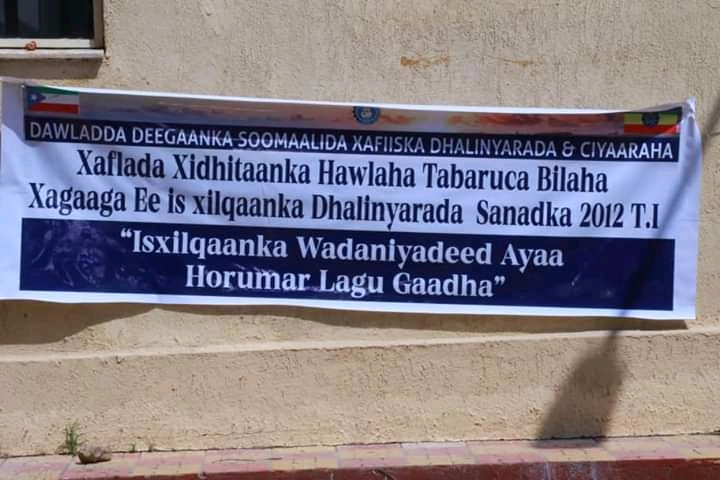 DAWLADDA DEEGAANKA SOOMAALIDA XAFIISKA DHALINYARADA & CIYAARAHA
Xaflada Xidhitaanka Hawlaha Tabaruca Bilaha
Xagaaga Ee is xilqaanka Dhalinyarada Sanadka 2012 T.I
“Isxilqaanka Wadaniyadeed Ayaa
Horumar Lagu Gaadha”